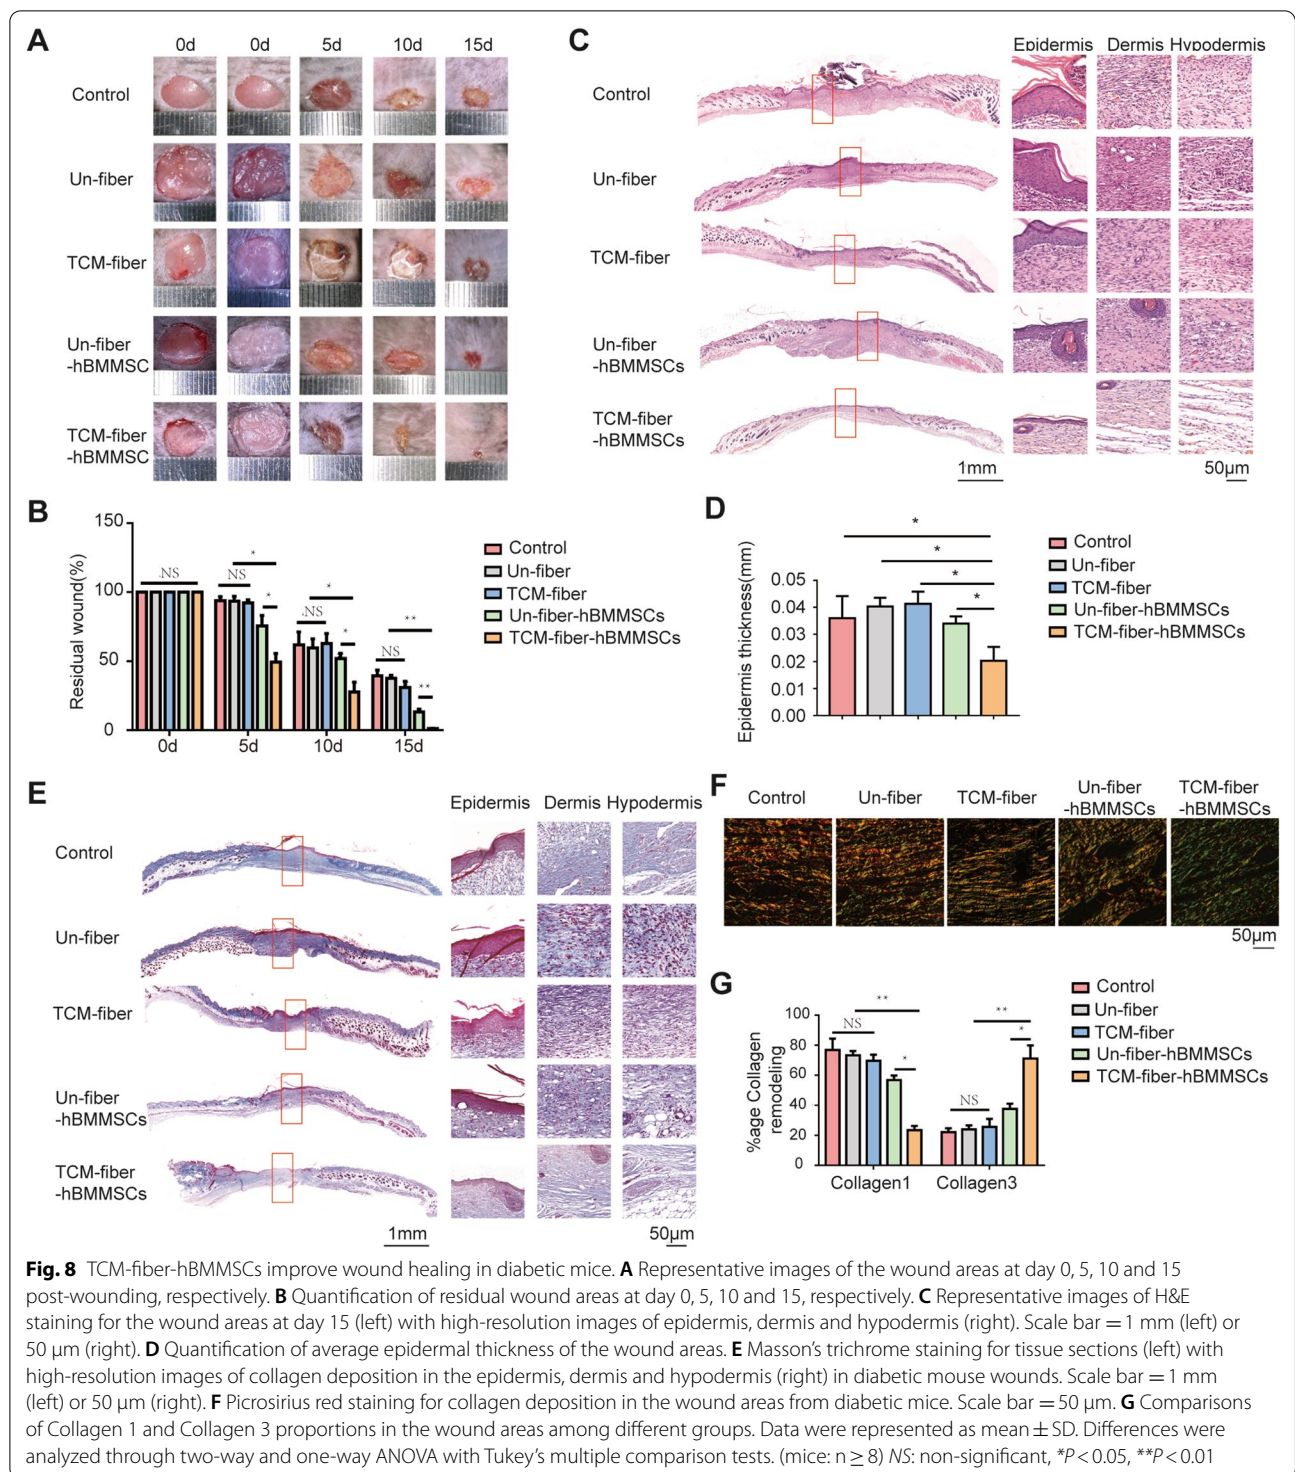 A
0d 0d 5d 10d 15d
Control
Un-fiber
TCM-fiber
Un-fiber
-hBMMSC
TCM-fiber
-hBMMSC
C
Epidermis Dermis Hypodermis
Control
Un-fiber
TCM-fiber
Un-fiber
-hBMMSCs
TCM-fiber
-hBMMSCs
1mm 50μm
B
Residual wound(%)
150
100
50
0
NS
NS * *
NS * *
NS ** **
0d 5d 10d 15d
Control
Un-fiber
TCM-fiber
Un-fiber-hBMMSCs
TCM-fiber-hBMMSCs
D
Epidermis thickness(mm)
*
*
*
*
0.05
0.04
0.03
0.02
0.01
0.00
Control
Un-fiber
TCM-fiber
Un-fiber-hBMMSCs
TCM-fiber-hBMMSCs
E
Epidermis Dermis Hypodermis
Control
Un-fiber
TCM-fiber
Un-fiber
-hBMMSCs
TCM-fiber
-hBMMSCs
1mm 50μm
F
Control Un-fiber TCM-fiber Un-fiber
-hBMMSCs TCM-fiber
-hBMMSCs
50μm
G
%age Collagen
remodeling
100
80
60
40
20
0
NS ** *
NS ** *
Collagen1 Collagen3
Control
Un-fiber
TCM-fiber
Un-fiber-hBMMSCs
TCM-fiber-hBMMSCs
Fig. 8 TCM-fiber-hBMMSCs improve wound healing in diabetic mice. A Representative images of the wound areas at day 0, 5, 10 and 15
post-wounding, respectively. B Quantification of residual wound areas at day 0, 5, 10 and 15, respectively. C Representative images of H&E
staining for the wound areas at day 15 (left) with high-resolution images of epidermis, dermis and hypodermis (right). Scale bar = 1 mm (left) or
50 μm (right). D Quantification of average epidermal thickness of the wound areas. E Masson's trichrome staining for tissue sections (left) with
high-resolution images of collagen deposition in the epidermis, dermis and hypodermis (right) in diabetic mouse wounds. Scale bar = 1 mm
(left) or 50 μm (right). F Picrosirius red staining for collagen deposition in the wound areas from diabetic mice. Scale bar = 50 μm. G Comparisons
of Collagen 1 and Collagen 3 proportions in the wound areas among different groups. Data were represented as mean ± SD. Differences were
analyzed through two-way and one-way ANOVA with Tukey's multiple comparison tests. (mice: n ≥ 8) NS: non-significant, *P < 0.05, **P < 0.01